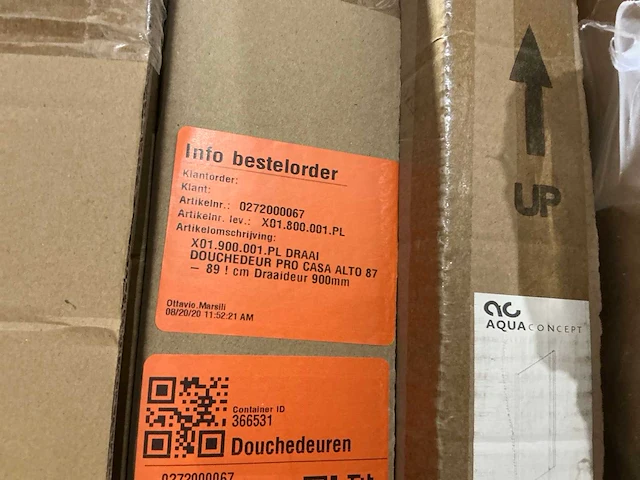 Info bestelorder
Klantorder:
Klant:
Artikelnr.: 0272000067
Artikelnr. lev.: X01.800.001.PL
Artikelomschrijving:
X01.900.001.PL DRAAI
DOUCHEDEUR PRO CASA ALTO 87
– 89 ! cm Draaideur 900mm
Ottavio.Marsili
08/20/20 11:52:21 AM
Container ID
366531
Douchedeuren
0272000067
UP
ac
AQUACONCEPT